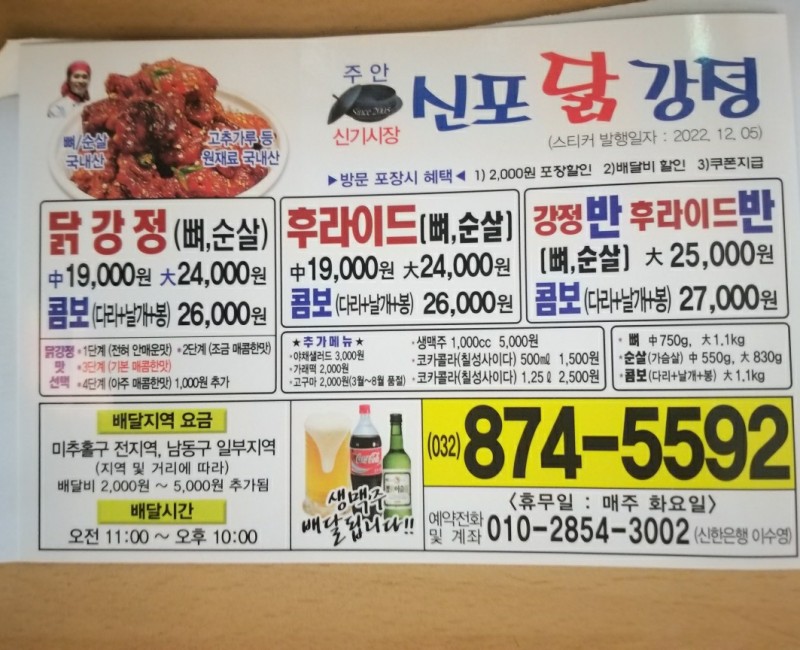 주안
Since 2004
신기시장
신포 닭강정
(스티커 발행일자 : 2022. 12. 05)
뼈/순살
국내산
고추가루 등
원재료 국내산
▶방문 포장시 혜택◀ 1) 2,000원 포장할인 2)배달비 할인 3)쿠폰지급
닭강정(뼈,순살)
中19,000원 大24,000원
콤보(다리+날개+봉) 26,000원
후라이드(뼈,순살)
中19,000원 大24,000원
콤보(다리+날개+봉) 26,000원
강정반 후라이드반
(뼈,순살) 大 25,000원
콤보(다리+날개+봉) 27,000원
닭강정
맛
선택
•1단계 (전혀 안매운맛) •2단계 (조금 매콤한맛)
•3단계 (기본 매콤한맛)
•4단계 (아주 매콤한맛) 1,000원 추가
★추가메뉴★
•야채샐러드 3,000원
•가래떡 2,000원
•고구마 2,000원(3월~8월 품절)
•생맥주 1,000cc 5,000원
•코카콜라(칠성사이다) 500㎖ 1,500원
•코카콜라(칠성사이다) 1.25ℓ 2,500원
•뼈 中750g, 大1.1kg
•순살(가슴살) 中 550g, 大 830g
•콤보(다리+날개+봉) 大1.1kg
배달지역 요금
미추홀구 전지역, 남동구 일부지역
(지역 및 거리에 따라)
배달비 2,000원 ~ 5,000원 추가됨
배달시간
오전 11:00 ~ 오후 10:00
Coca-Cola
생맥주
배달됩니다!!
(032) 874-5592
〈휴무일 : 매주 화요일〉
예약전화
및 계좌
010-2854-3002 (신한은행 이수영)